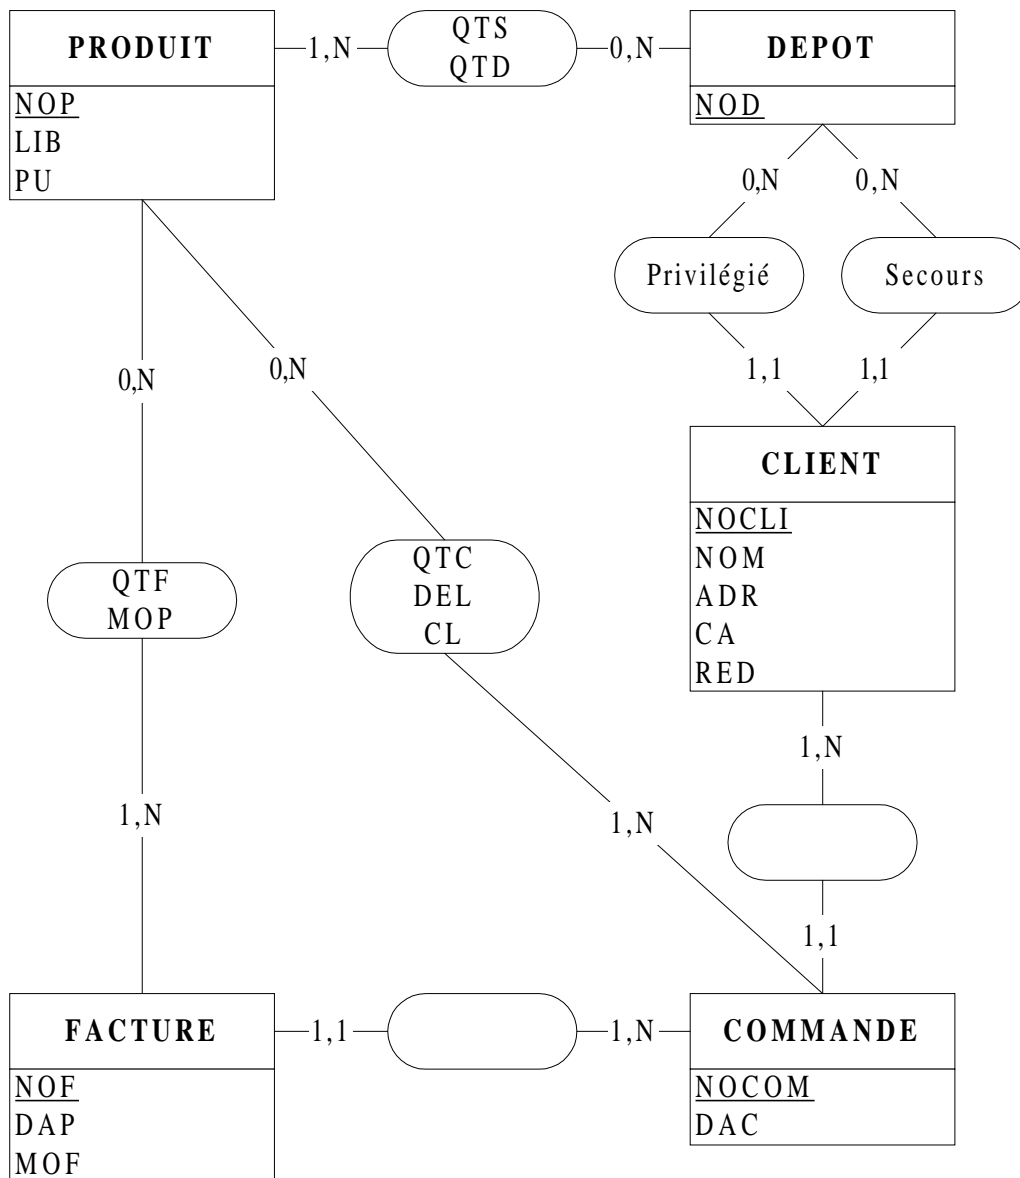 PRODUIT
NOP
LIB
PU
1,N
QTS
QTD
0,N
DEPOT
NOD
0,N
0,N
Privilégié
Secours
1,1
1,1
0,N
0,N
CLIENT
NOCLI
NOM
ADR
CA
RED
QTF
MOP
QTC
DEL
CL
1,N
1,N
1,N
1,1
FACTURE
NOF
DAP
MOF
1,1
1,N
COMMANDE
NOCOM
DAC